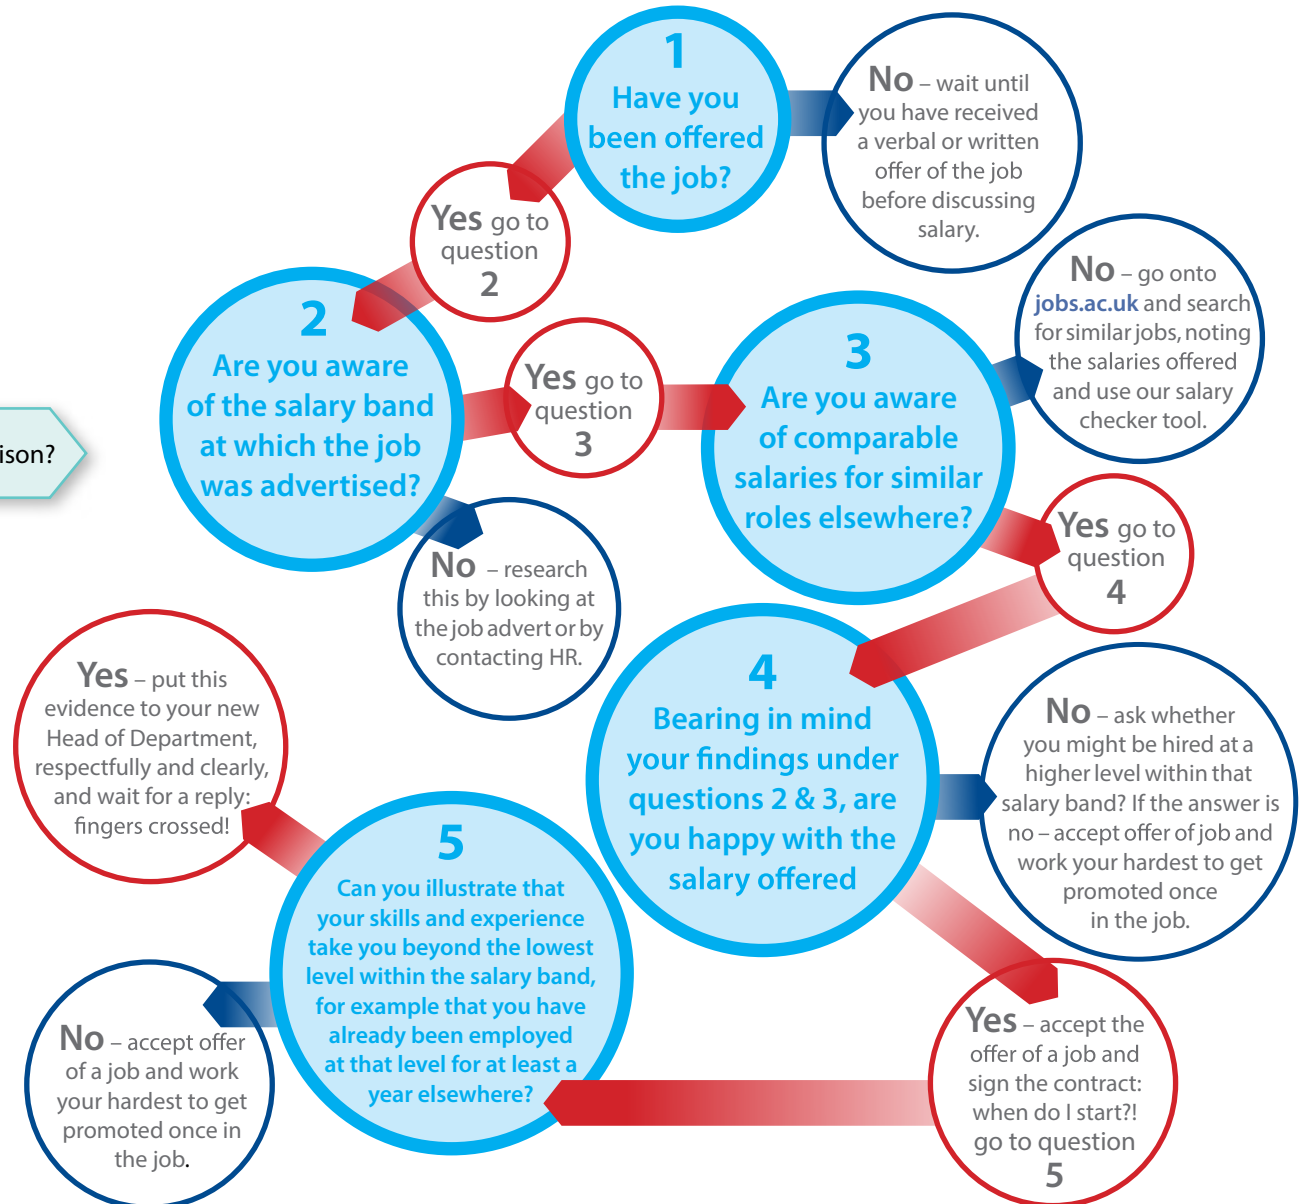 1
Have you
been offered
the job?
No – wait until
you have received
a verbal or written
offer of the job
before discussing
salary.
Yes go to
question
2
2
Are you aware
of the salary band
at which the job
was advertised?
Yes go to
question
3
No – research
this by looking at
the job advert or by
contacting HR.
3
Are you aware
of comparable
salaries for similar
roles elsewhere?
No – go onto
jobs.ac.uk and search
for similar jobs, noting
the salaries offered
and use our salary
checker tool.
Yes go to
question
4
ison?
4
Bearing in mind
your findings under
questions 2 & 3, are
you happy with the
salary offered
No – ask whether
you might be hired at a
higher level within that
salary band? If the answer is
no – accept offer of job and
work your hardest to get
promoted once
in the job.
Yes – accept the
offer of a job and
sign the contract:
when do I start?!
go to question
5
5
Can you illustrate that
your skills and experience
take you beyond the lowest
level within the salary band,
for example that you have
already been employed
at that level for at least a
year elsewhere?
Yes – put this
evidence to your new
Head of Department,
respectfully and clearly,
and wait for a reply:
fingers crossed!
No – accept offer
of a job and work
your hardest to get
promoted once in
the job.